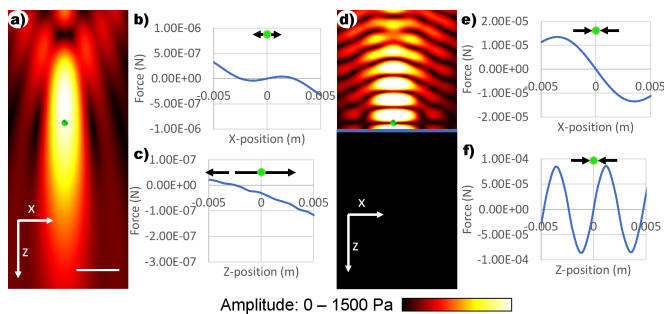 a)
x
z
b)
Force (N)
1.00E-06
5.00E-07
0.00E+00
-5.00E-07
-1.00E-06
-0.005
0
0.005
X-position (m)
c)
Force (N)
1.00E-07
0.00E+00
-1.00E-07
-2.00E-07
-3.00E-07
-0.005
0
0.005
Z-position (m)
d)
x
z
e)
Force (N)
2.00E-05
1.00E-05
0.00E+00
-1.00E-05
-2.00E-05
-0.005
0
0.005
X-position (m)
f)
Force (N)
1.00E-04
5.00E-05
0.00E+00
-5.00E-05
-1.00E-04
-0.005
0
0.005
Z-position (m)
Amplitude: 0 – 1500 Pa